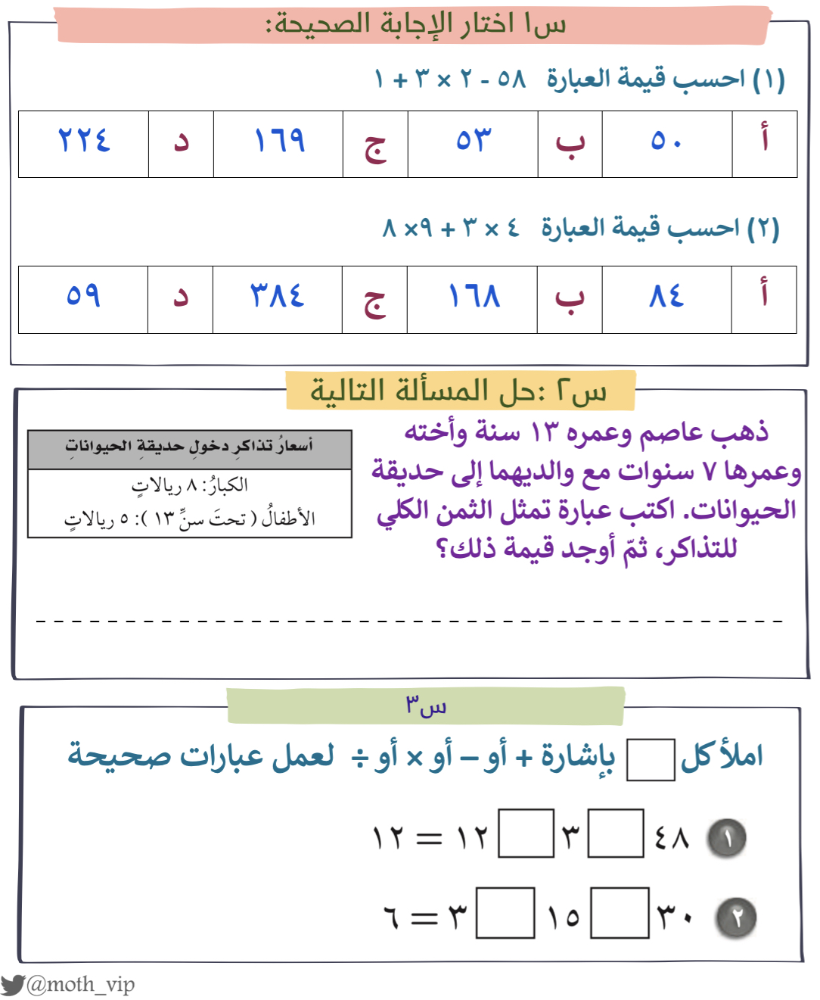 س١ اختار الإجابة الصحيحة:
(١) احسب قيمة العبارة ٥٨ - ٢ × ٣ + ١
أ ٥٠ ب ٥٣ ج ١٦٩ د ٢٢٤
(٢) احسب قيمة العبارة ٤ × ٣ + ٩× ٨
أ ٨٤ ب ١٦٨ ج ٣٨٤ د ٥٩
س٢ :حل المسألة التالية
ذهب عاصم وعمره ١٣ سنة وأخته
وعمرها ٧ سنوات مع والديهما إلى حديقة
الحيوانات. اكتب عبارة تمثل الثمن الكلي
للتذاكر، ثمّ أوجد قيمة ذلك؟
أسعارُ تذاكرِ دخولِ حديقةِ الحيواناتِ
الكبارُ: ٨ ريالاتٍ
الأطفالُ ( تحتَ سنِّ ١٣ ): ٥ ريالاتٍ
س٣
املأ كل □ بإشارة + أو – أو × أو ÷ لعمل عبارات صحيحة
١ ٤٨ □ ٣ □ ١٢ = ١٢
٢ ٣٠ □ ١٥ □ ٣ = ٦
@moth_vip